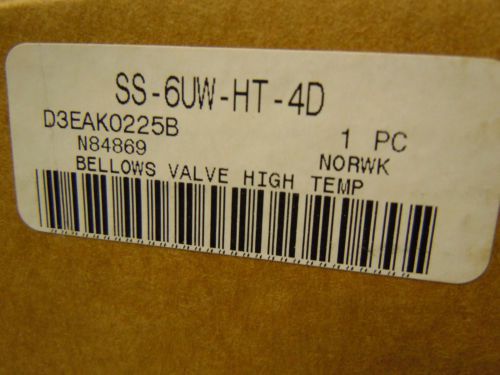 SS-6UW-HT-4D
D3EAK0225B 1 PC
N84869 NORWK
BELLOWS VALVE HIGH TEMP